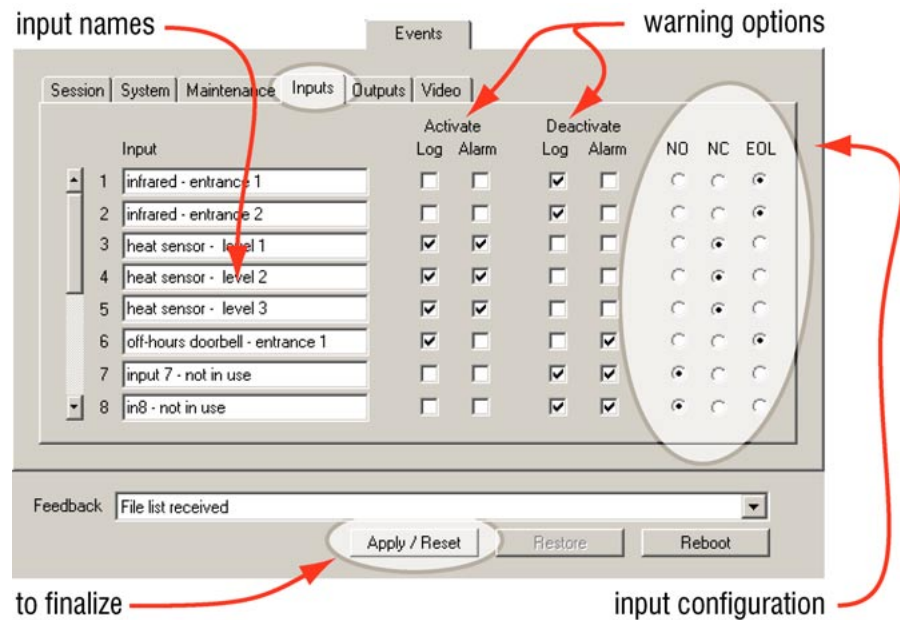 input names
warning options
Events
Session System Maintenance Inputs Outputs Video
Activate Deactivate
Input Log Alarm Log Alarm NO NC EOL
1 infrared - entrance 1
2 infrared - entrance 2
3 heat sensor - level 1
4 heat sensor - level 2
5 heat sensor - level 3
6 off-hours doorbell - entrance 1
7 input 7 - not in use
8 in8 - not in use
Feedback File list received
Apply / Reset Restore Reboot
to finalize
input configuration